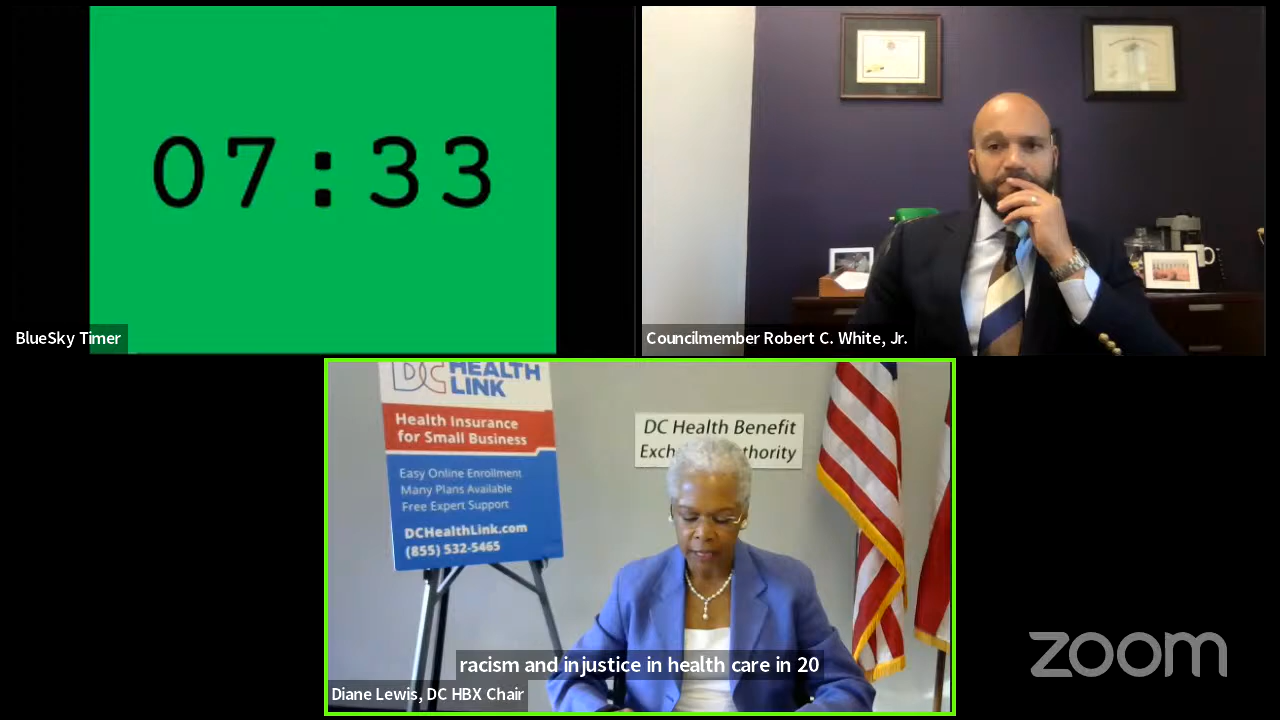 07:33
BlueSky Timer
Councilmember Robert C. White, Jr.
DC HEALTH
LINK
Health Insurance
for Small Business
Easy Online Enrollment
Many Plans Available
Free Expert Support
DCHealthLink.com
(855) 532-5465
DC Health Benefit
Exch thority
racism and injustice in health care in 20
Diane Lewis, DC HBX Chair
zoom